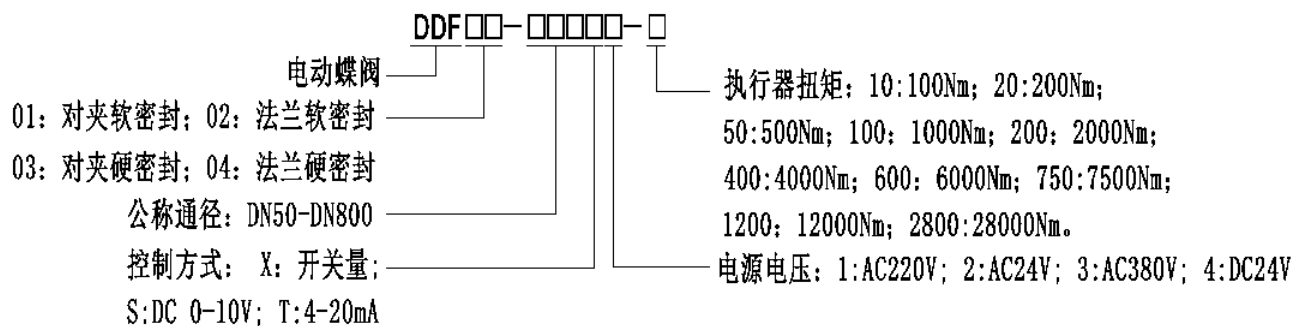 DDF□□-□□□□□-□
电动蝶阀
01：对夹软密封；02：法兰软密封
03：对夹硬密封；04：法兰硬密封
公称通径：DN50-DN800
控制方式： X：开关量；
S:DC 0-10V；T:4-20mA
执行器扭矩：10:100Nm；20:200Nm；
50:500Nm；100：1000Nm；200：2000Nm；
400:4000Nm；600：6000Nm；750:7500Nm；
1200：12000Nm；2800:28000Nm。
电源电压：1:AC220V；2:AC24V；3:AC380V；4:DC24V